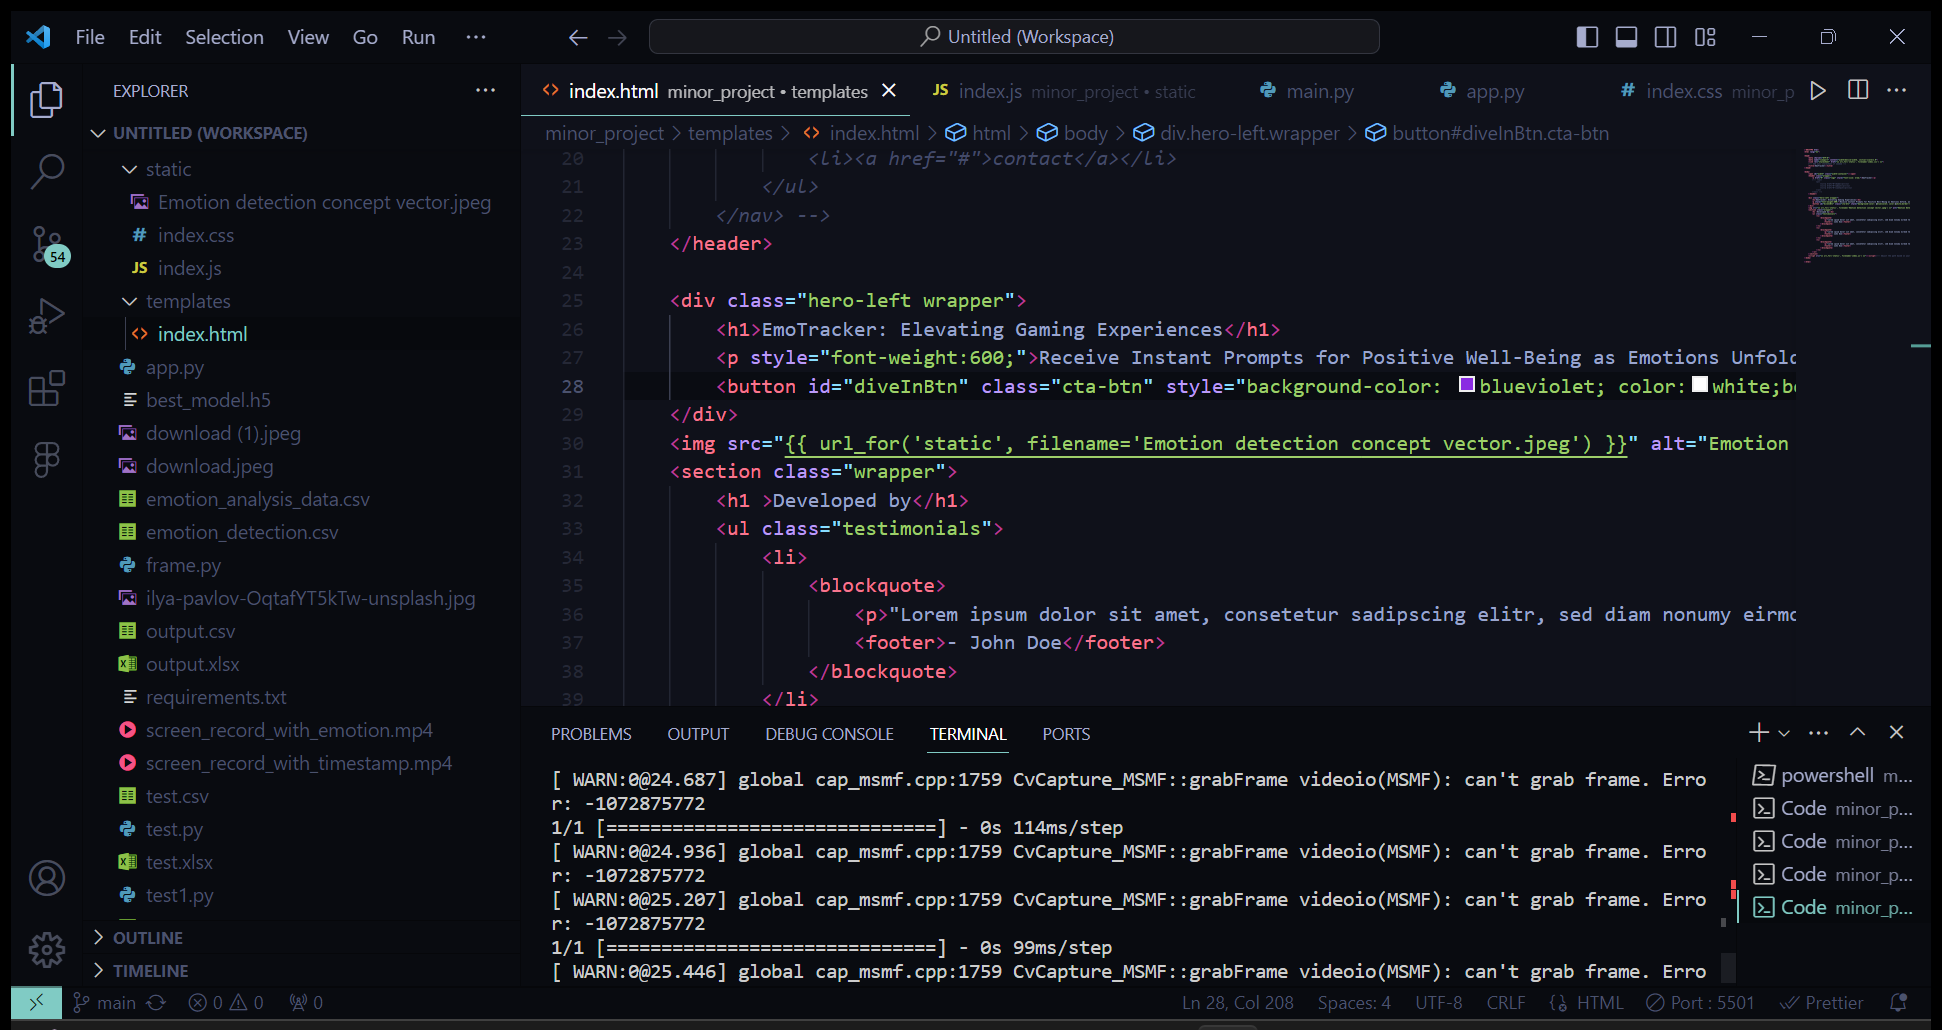 File Edit Selection View Go Run ···
Untitled (Workspace)
EXPLORER ···
UNTITLED (WORKSPACE)
static
Emotion detection concept vector.jpeg
# index.css
JS index.js
templates
<> index.html
app.py
best_model.h5
download (1).jpeg
download.jpeg
emotion_analysis_data.csv
emotion_detection.csv
frame.py
ilya-pavlov-OqtafYT5kTw-unsplash.jpg
output.csv
output.xlsx
requirements.txt
screen_record_with_emotion.mp4
screen_record_with_timestamp.mp4
test.csv
test.py
test.xlsx
test1.py
OUTLINE
TIMELINE
54
<> index.html minor_project • templates
JS index.js minor_project • static
main.py
app.py
# index.css minor_p
minor_project > templates > <> index.html > html > body > div.hero-left.wrapper > button#diveInBtn.cta-btn
20 <li><a href="#">contact</a></li>
21 </ul>
22 </nav> -->
23 </header>
24
25 <div class="hero-left wrapper">
26 <h1>EmoTracker: Elevating Gaming Experiences</h1>
27 <p style="font-weight:600;">Receive Instant Prompts for Positive Well-Being as Emotions Unfol
28 <button id="diveInBtn" class="cta-btn" style="background-color: blueviolet; color: white;b
29 </div>
30 <img src="{{ url_for('static', filename='Emotion detection concept vector.jpeg') }}" alt="Emotion
31 <section class="wrapper">
32 <h1 >Developed by</h1>
33 <ul class="testimonials">
34 <li>
35 <blockquote>
36 <p>"Lorem ipsum dolor sit amet, consetetur sadipscing elitr, sed diam nonumy eirmo
37 <footer>- John Doe</footer>
38 </blockquote>
39 </li>
PROBLEMS OUTPUT DEBUG CONSOLE TERMINAL PORTS
[ WARN:0@24.687] global cap_msmf.cpp:1759 CvCapture_MSMF::grabFrame videoio(MSMF): can't grab frame. Erro
r: -1072875772
1/1 [==============================] - 0s 114ms/step
[ WARN:0@24.936] global cap_msmf.cpp:1759 CvCapture_MSMF::grabFrame videoio(MSMF): can't grab frame. Erro
r: -1072875772
[ WARN:0@25.207] global cap_msmf.cpp:1759 CvCapture_MSMF::grabFrame videoio(MSMF): can't grab frame. Erro
r: -1072875772
1/1 [==============================] - 0s 99ms/step
[ WARN:0@25.446] global cap_msmf.cpp:1759 CvCapture_MSMF::grabFrame videoio(MSMF): can't grab frame. Erro
powershell m...
Code minor_p...
Code minor_p...
Code minor_p...
Code minor_p...
main 0 0 0
Ln 28, Col 208 Spaces: 4 UTF-8 CRLF HTML Port : 5501 Prettier